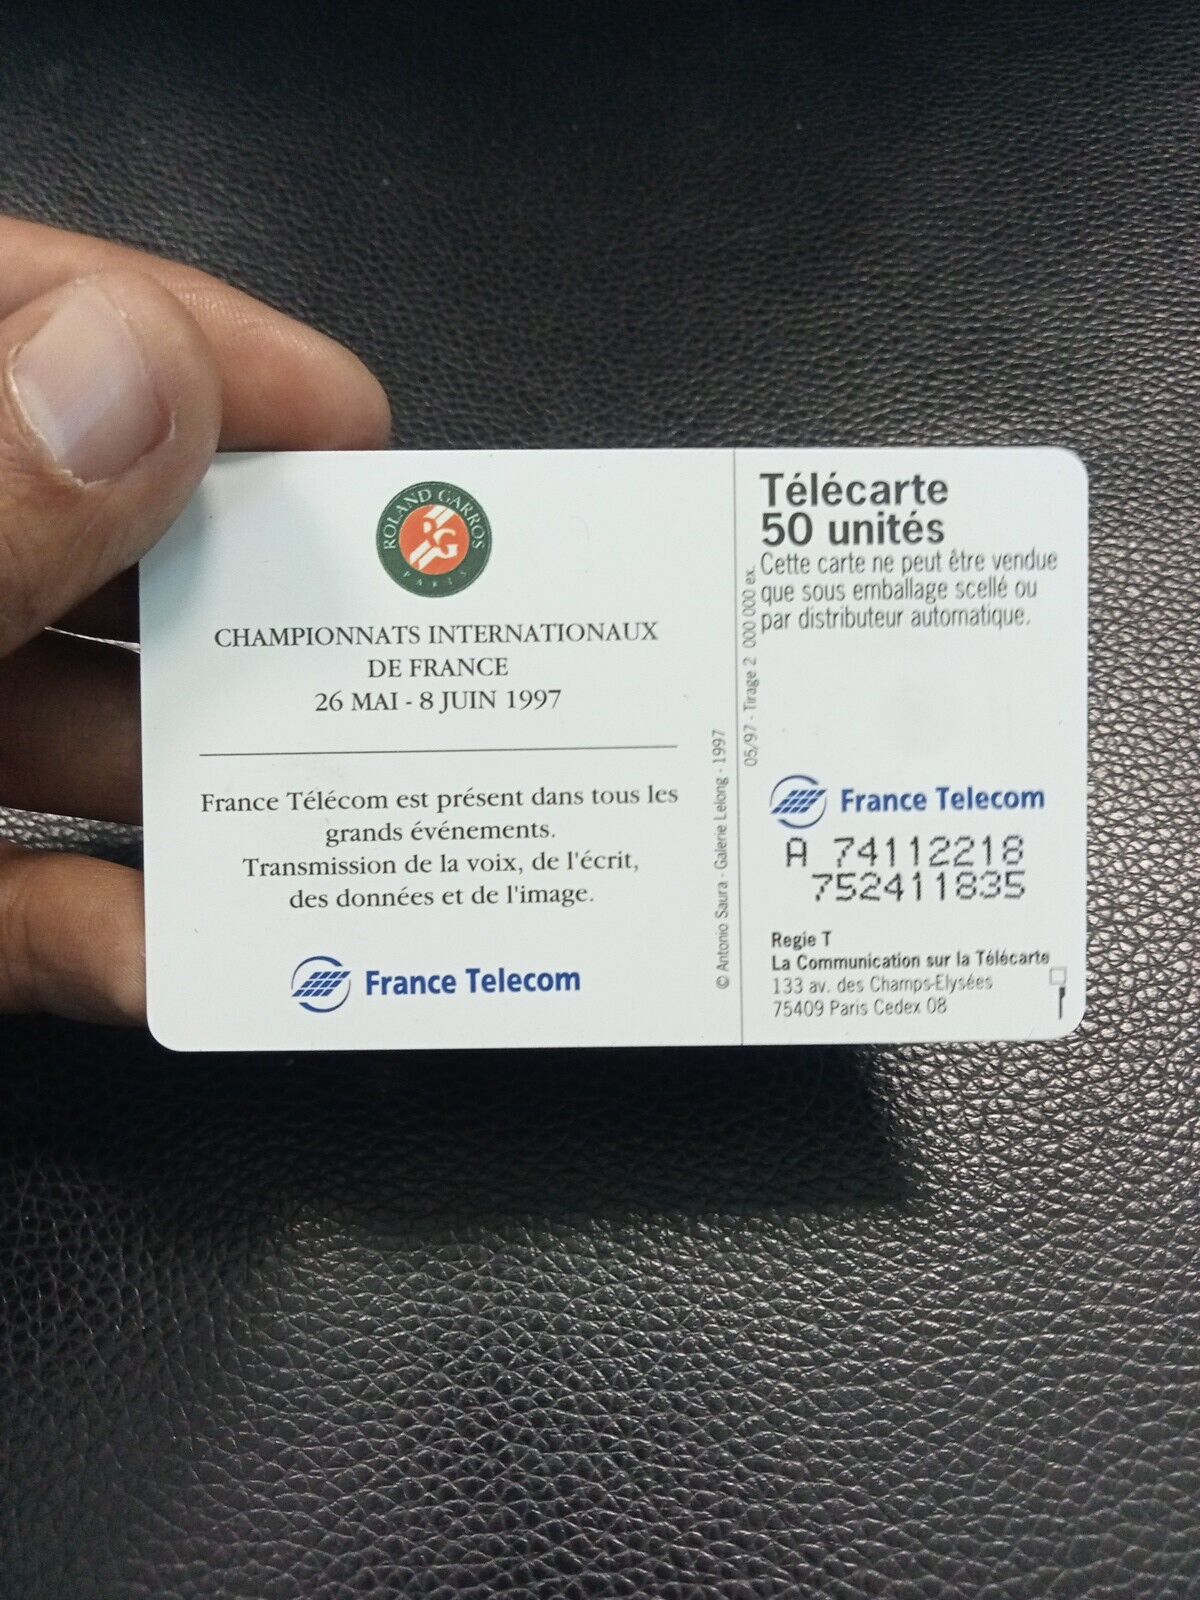 ROLAND GARROS
RG
PARIS
CHAMPIONNATS INTERNATIONAUX
DE FRANCE
26 MAI - 8 JUIN 1997
France Télécom est présent dans tous les
grands événements.
Transmission de la voix, de l'écrit,
des données et de l'image.
France Telecom
© Antonio Saura - Galerie Lelong - 1997
05/97 - Tirage 2 000 000 ex.
Télécarte
50 unités
Cette carte ne peut être vendue
que sous emballage scellé ou
par distributeur automatique.
France Telecom
A 74112218
752411835
Regie T
La Communication sur la Télécarte
133 av. des Champs-Elysées
75409 Paris Cedex 08